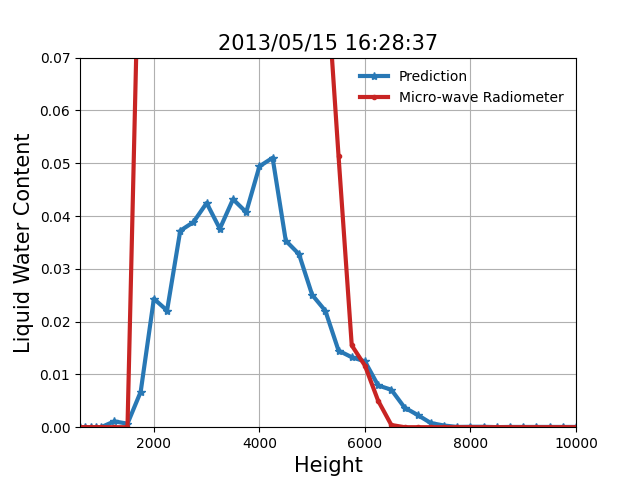 2013/05/15 16:28:37
Prediction
Micro-wave Radiometer
Liquid Water Content
0.07
0.06
0.05
0.04
0.03
0.02
0.01
0.00
2000 4000 6000 8000 10000
Height